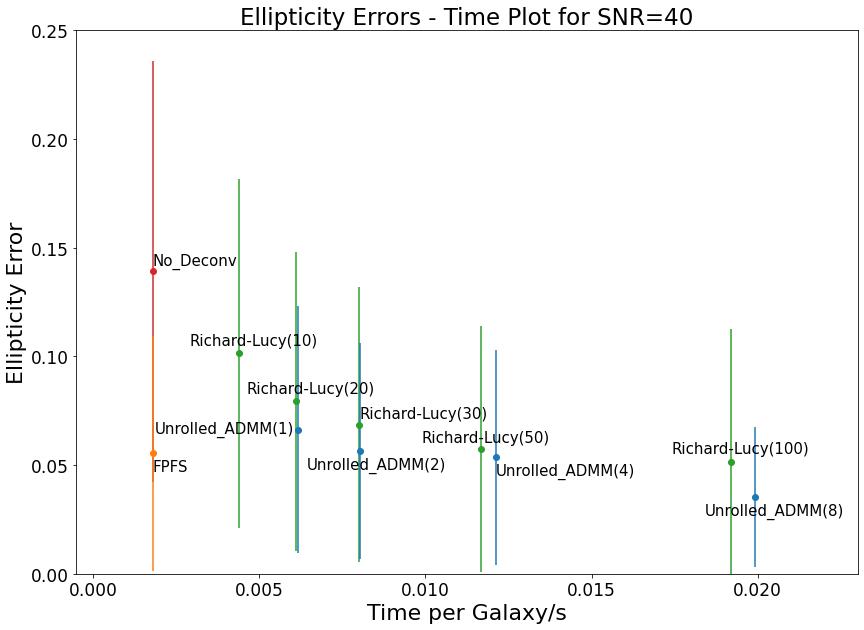 Ellipticity Errors - Time Plot for SNR=40
Ellipticity Error
0.25
0.20
0.15
0.10
0.05
0.00
No_Deconv
Richard-Lucy(10)
Richard-Lucy(20)
Richard-Lucy(30)
Unrolled_ADMM(1)
Richard-Lucy(50)
Richard-Lucy(100)
FPFS
Unrolled_ADMM(2)
Unrolled_ADMM(4)
Unrolled_ADMM(8)
0.000
0.005
0.010
0.015
0.020
Time per Galaxy/s